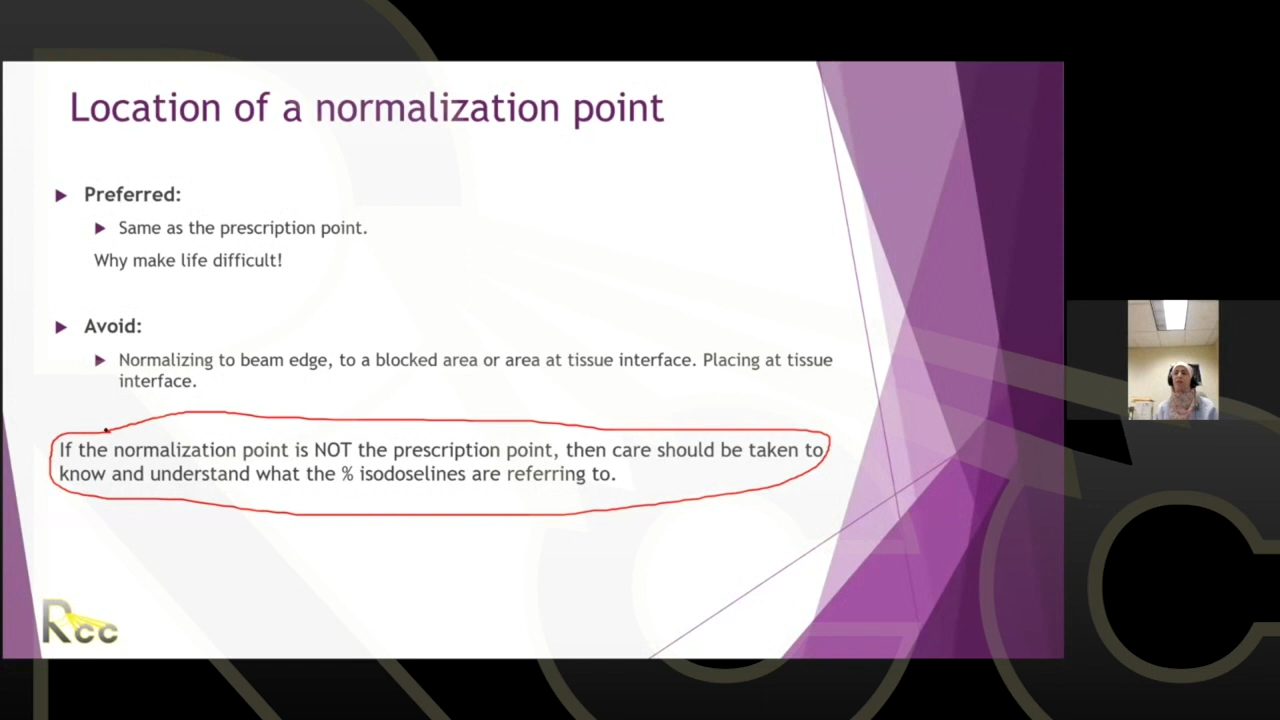 Location of a normalization point
Preferred:
Same as the prescription point.
Why make life difficult!
Avoid:
Normalizing to beam edge, to a blocked area or area at tissue interface. Placing at tissue
interface.
If the normalization point is NOT the prescription point, then care should be taken to
know and understand what the % isodoselines are referring to.
Rcc